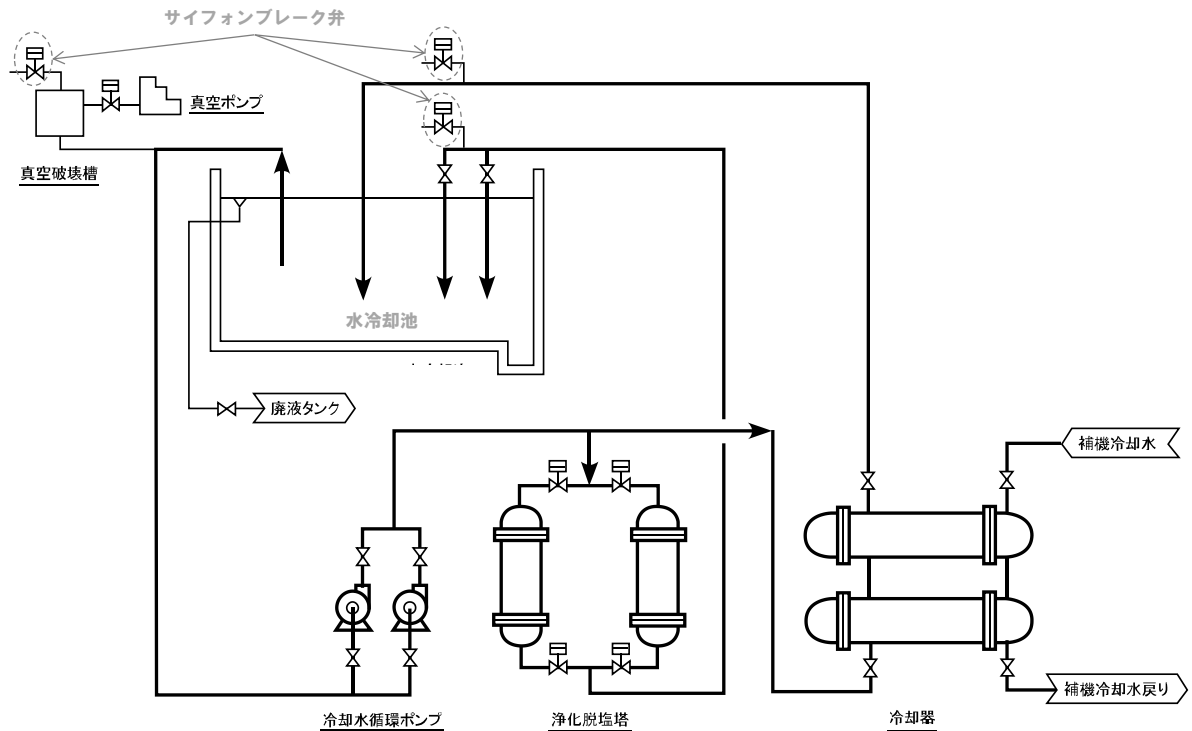 サイフォンブレーク弁
真空ポンプ
真空破壊槽
水冷却池
廃液タンク
補機冷却水
補機冷却水戻り
冷却水循環ポンプ
浄化脱塩塔
冷却器